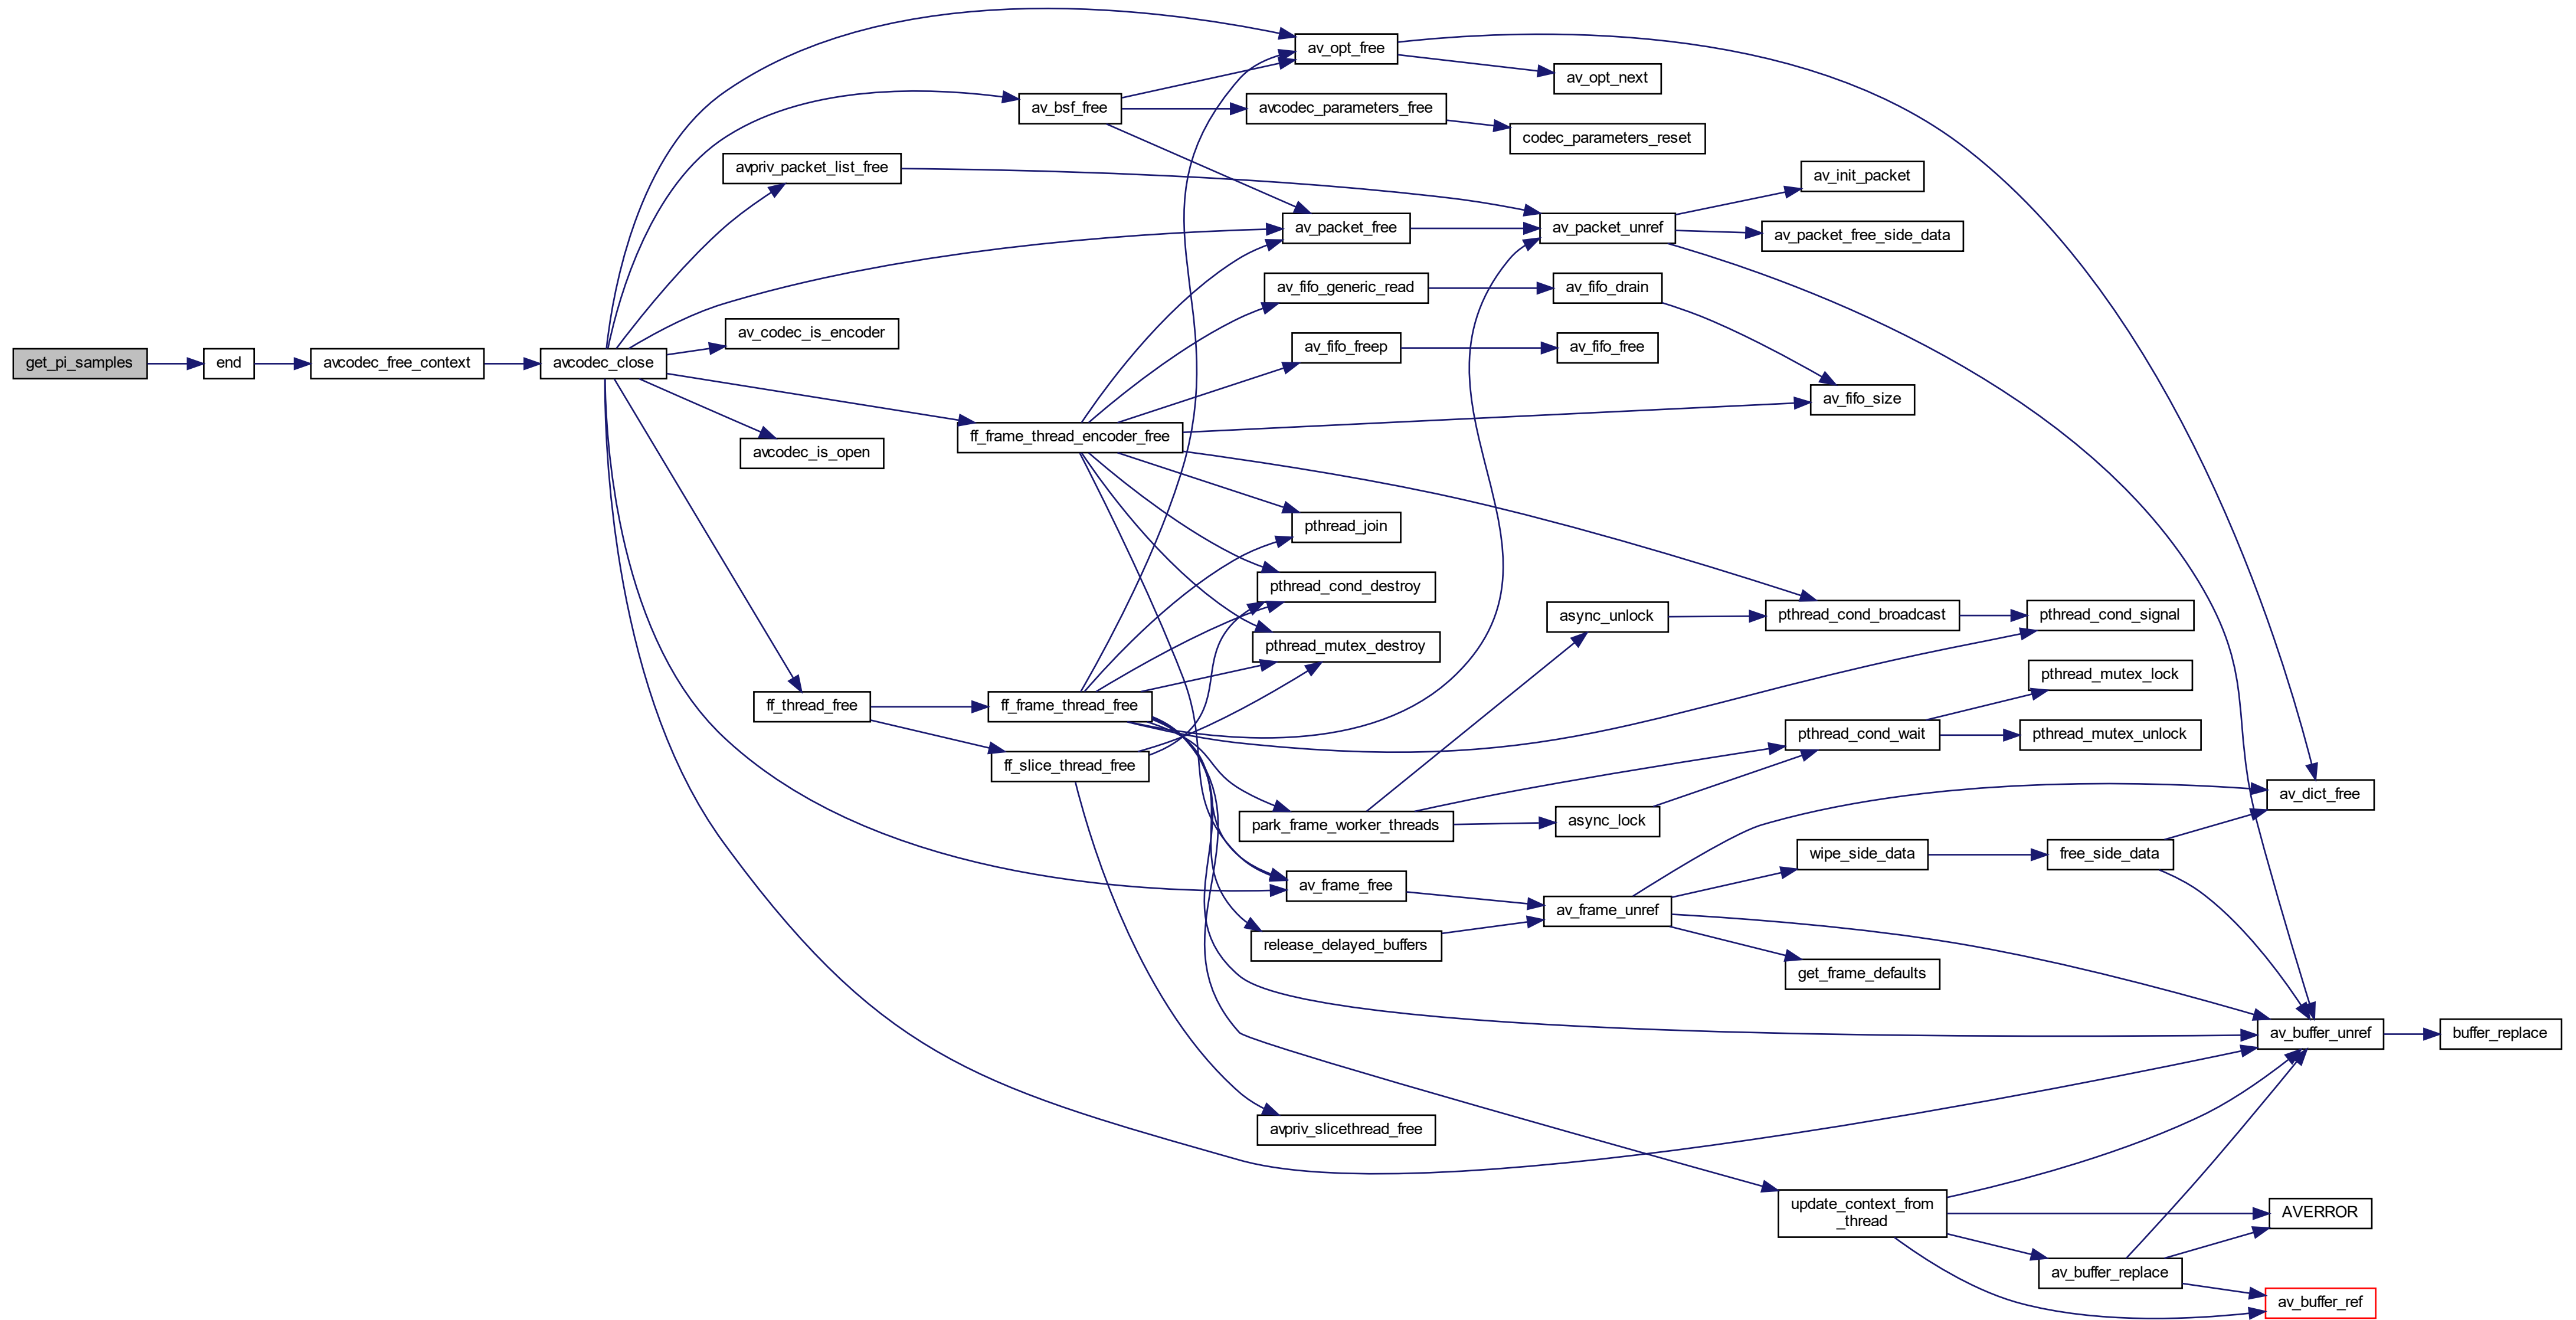 av_opt_free
av_opt_next
av_bsf_free
avcodec_parameters_free
codec_parameters_reset
avpriv_packet_list_free
av_init_packet
av_packet_free
av_packet_unref
av_packet_free_side_data
av_fifo_generic_read
av_fifo_drain
av_codec_is_encoder
av_fifo_freep
av_fifo_free
get_pi_samples
end
avcodec_free_context
avcodec_close
av_fifo_size
ff_frame_thread_encoder_free
avcodec_is_open
pthread_join
pthread_cond_destroy
async_unlock
pthread_cond_broadcast
pthread_cond_signal
pthread_mutex_destroy
pthread_mutex_lock
ff_thread_free
ff_frame_thread_free
pthread_cond_wait
pthread_mutex_unlock
ff_slice_thread_free
av_dict_free
park_frame_worker_threads
async_lock
wipe_side_data
free_side_data
av_frame_free
av_frame_unref
release_delayed_buffers
get_frame_defaults
av_buffer_unref
buffer_replace
avpriv_slicethread_free
update_context_from
_thread
AVERROR
av_buffer_replace
av_buffer_ref